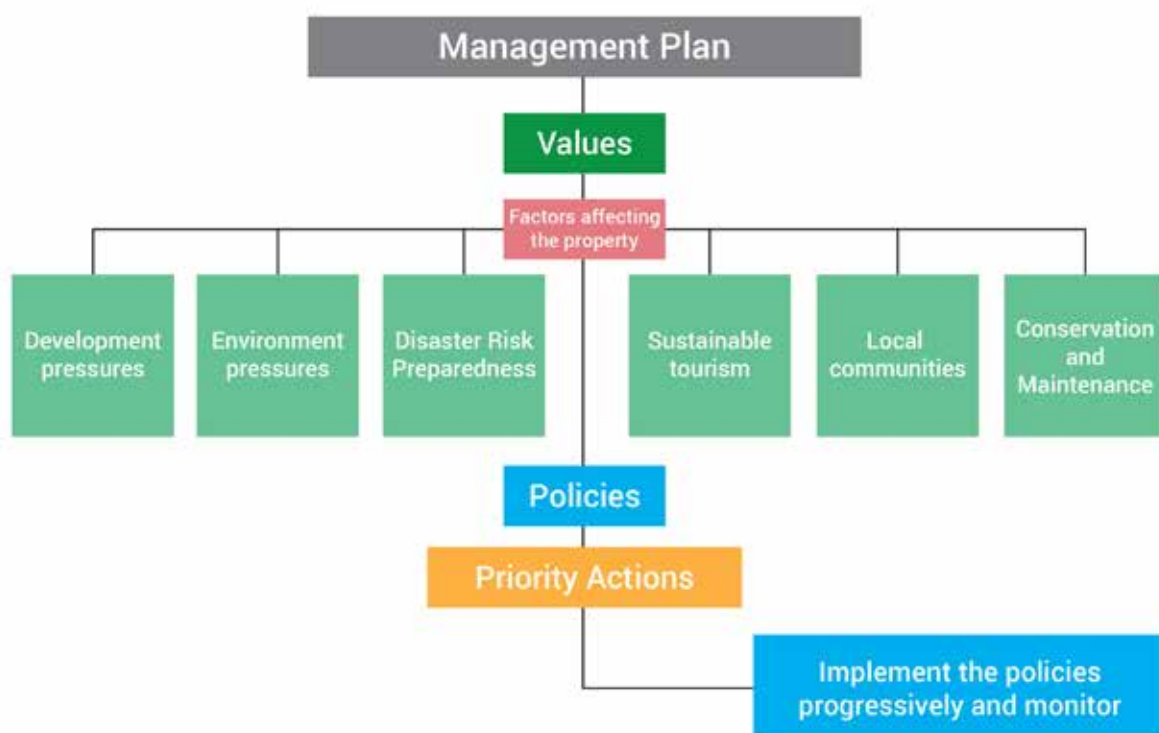 Management Plan
Values
Factors affecting
the property
Development
pressures
Environment
pressures
Disaster Risk
Preparedness
Sustainable
tourism
Local
communities
Conservation
and
Maintenance
Policies
Priority Actions
Implement the policies
progressively and monitor